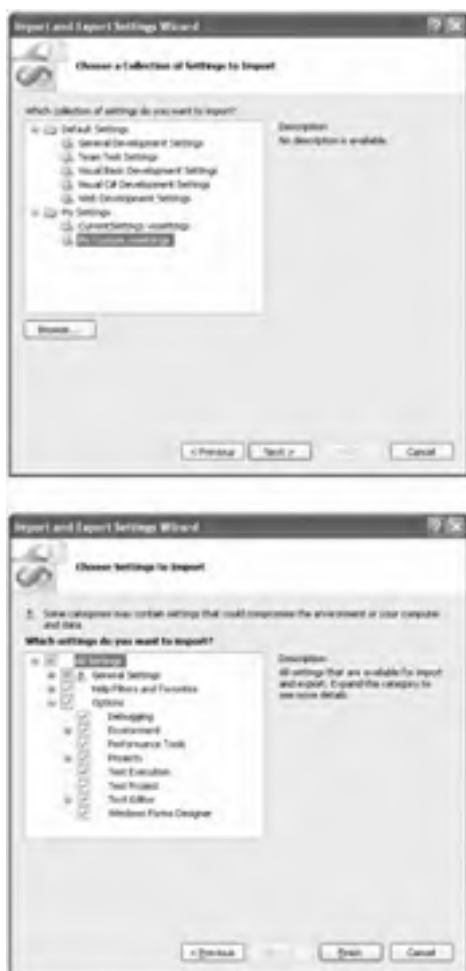 Import and Export Settings Wizard
Choose a Collection of Settings to Import
Which collection of settings do you want to import?
Default Settings
General Development Settings
Team Test Settings
Visual Basic Development Settings
Visual C# Development Settings
Web Development Settings
My Settings
CurrentSettings.vssettings
My Custom.vssettings
Description:
No description is available.
Browse...
< Previous
Next >
Cancel
Import and Export Settings Wizard
Choose Settings to Import
Some categories may contain settings that could compromise the environment or your computer
and data.
Which settings do you want to import?
All Settings
General Settings
Help Filters and Favorites
Options
Debugging
Environment
Performance Tools
Projects
Test Execution
Test Project
Text Editor
Windows Forms Designer
Description:
All settings that are available for import
and export. Expand the category to
see more details.
< Previous
Finish
Cancel